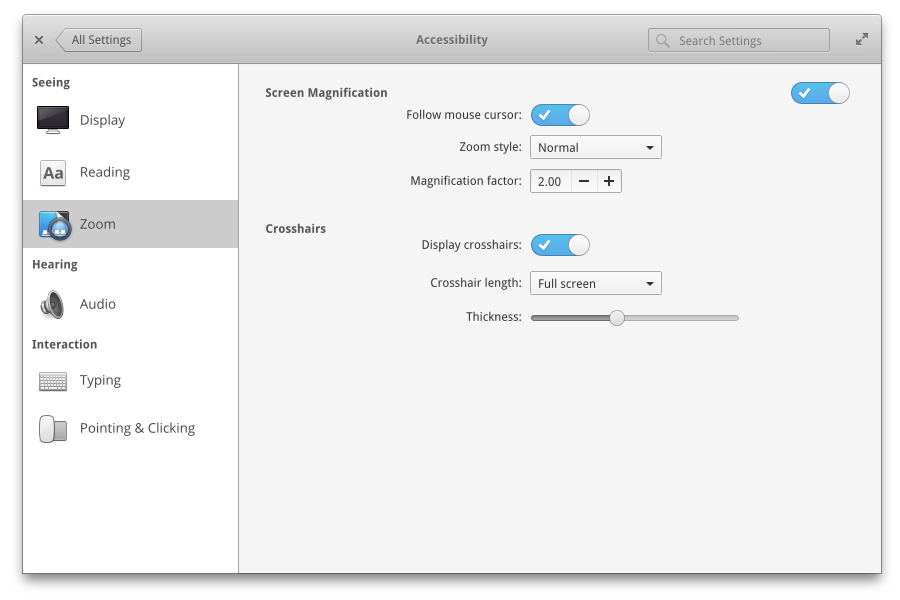 All Settings
Accessibility
Search Settings
Seeing
Display
Aa
Reading
Zoom
Hearing
Audio
Interaction
Typing
Pointing & Clicking
Screen Magnification
Follow mouse cursor:
Zoom style: Normal
Magnification factor: 2.00
Crosshairs
Display crosshairs:
Crosshair length: Full screen
Thickness: